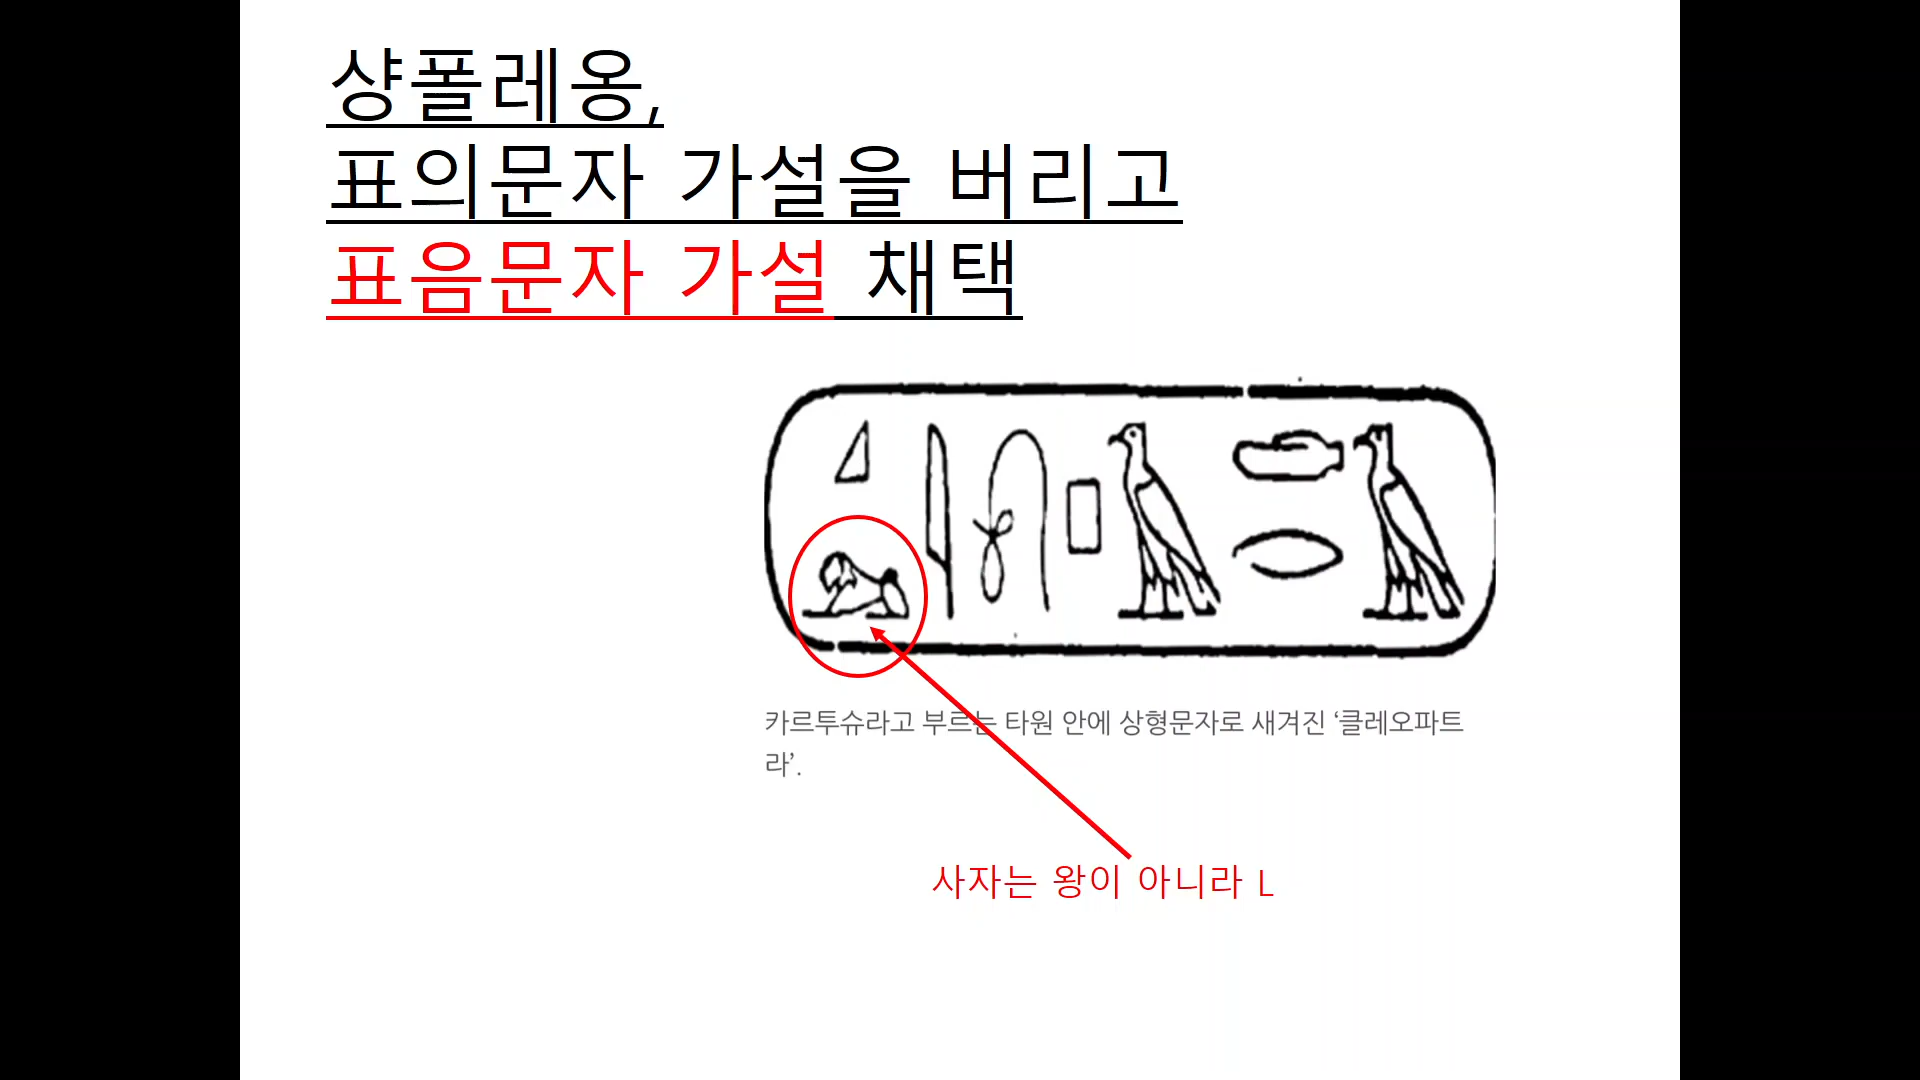 샹폴레옹,
표의문자 가설을 버리고
표음문자 가설 채택
카르투슈라고 부르는 타원 안에 상형문자로 새겨진 ‘클레오파트
라’.
사자는 왕이 아니라 L